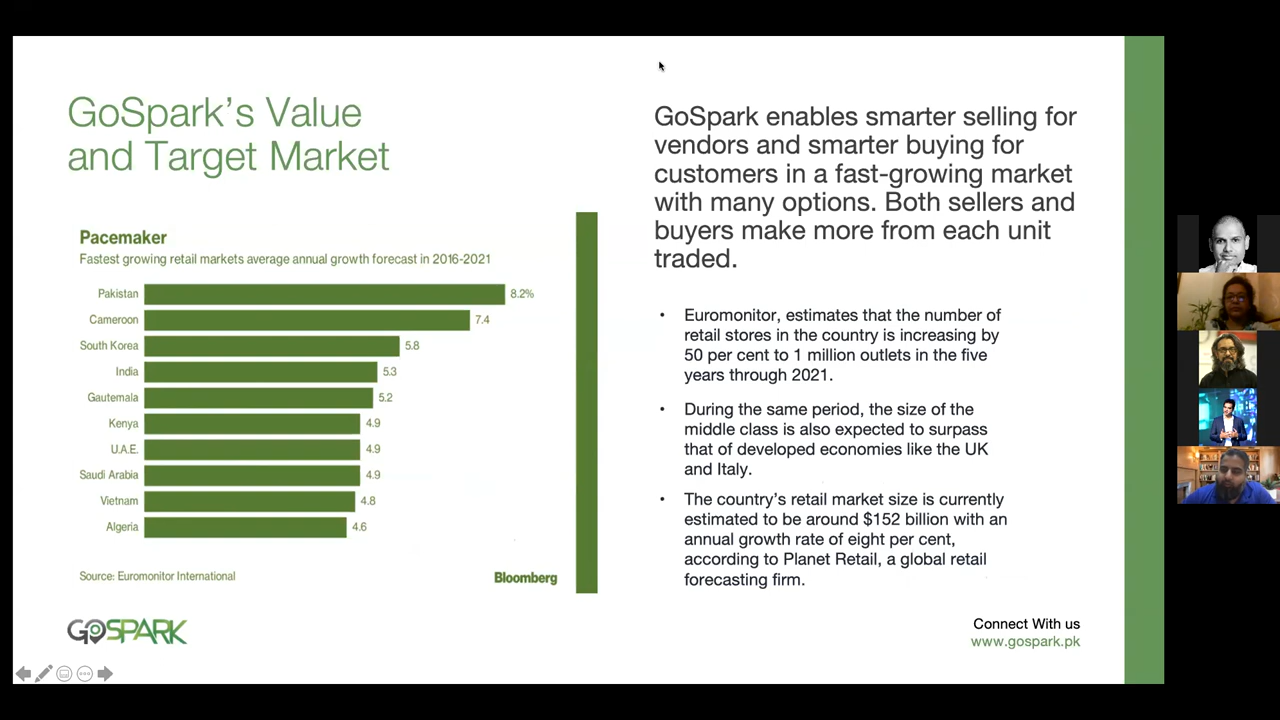 GoSpark's Value
and Target Market
Pacemaker
Fastest growing retail markets average annual growth forecast in 2016-2021
Pakistan 8.2%
Cameroon 7.4
South Korea 5.8
India 5.3
Gautemala 5.2
Kenya 4.9
U.A.E. 4.9
Saudi Arabia 4.9
Vietnam 4.8
Algeria 4.6
Source: Euromonitor International
Bloomberg
GOSPARK
GoSpark enables smarter selling for
vendors and smarter buying for
customers in a fast-growing market
with many options. Both sellers and
buyers make more from each unit
traded.
• Euromonitor, estimates that the number of
retail stores in the country is increasing by
50 per cent to 1 million outlets in the five
years through 2021.
• During the same period, the size of the
middle class is also expected to surpass
that of developed economies like the UK
and Italy.
• The country's retail market size is currently
estimated to be around $152 billion with an
annual growth rate of eight per cent,
according to Planet Retail, a global retail
forecasting firm.
Connect With us
www.gospark.pk